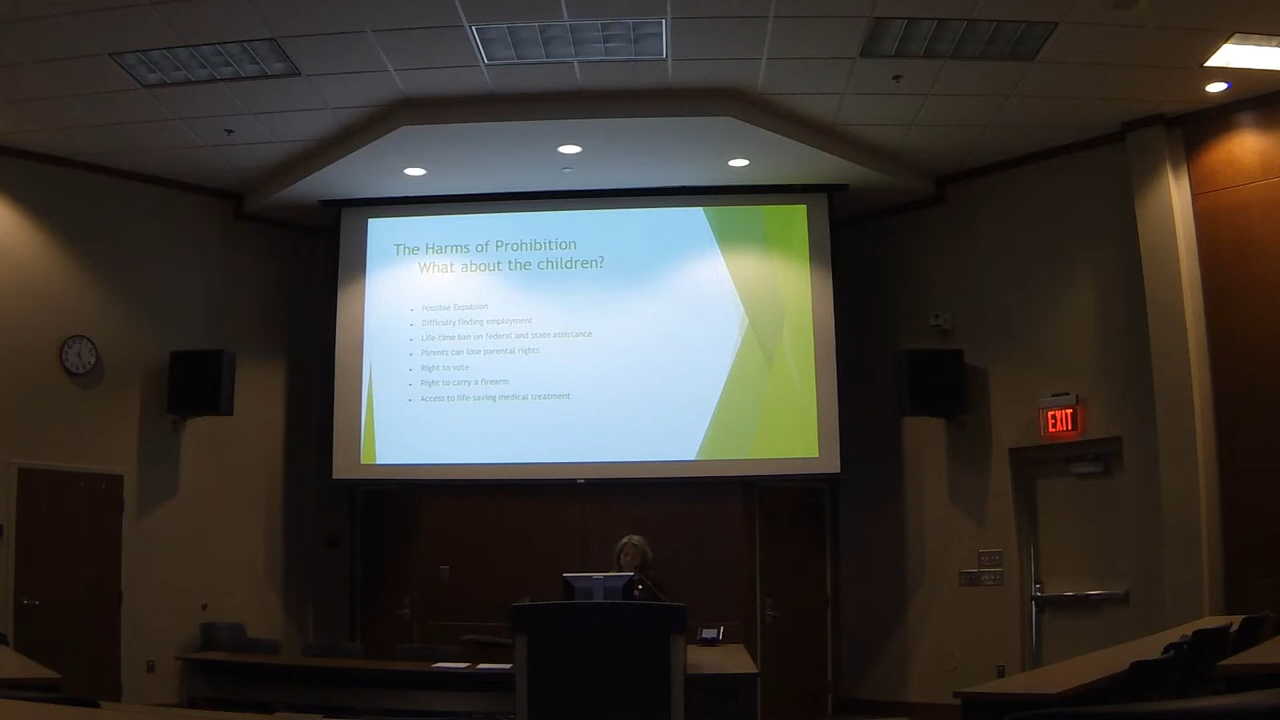 The Harms of Prohibition
What about the children?
Possible Expulsion
Difficulty finding employment
Life-time ban on federal and state assistance
Parents can lose parental rights
Right to vote
Right to carry a firearm
Access to life-saving medical treatment
EXIT